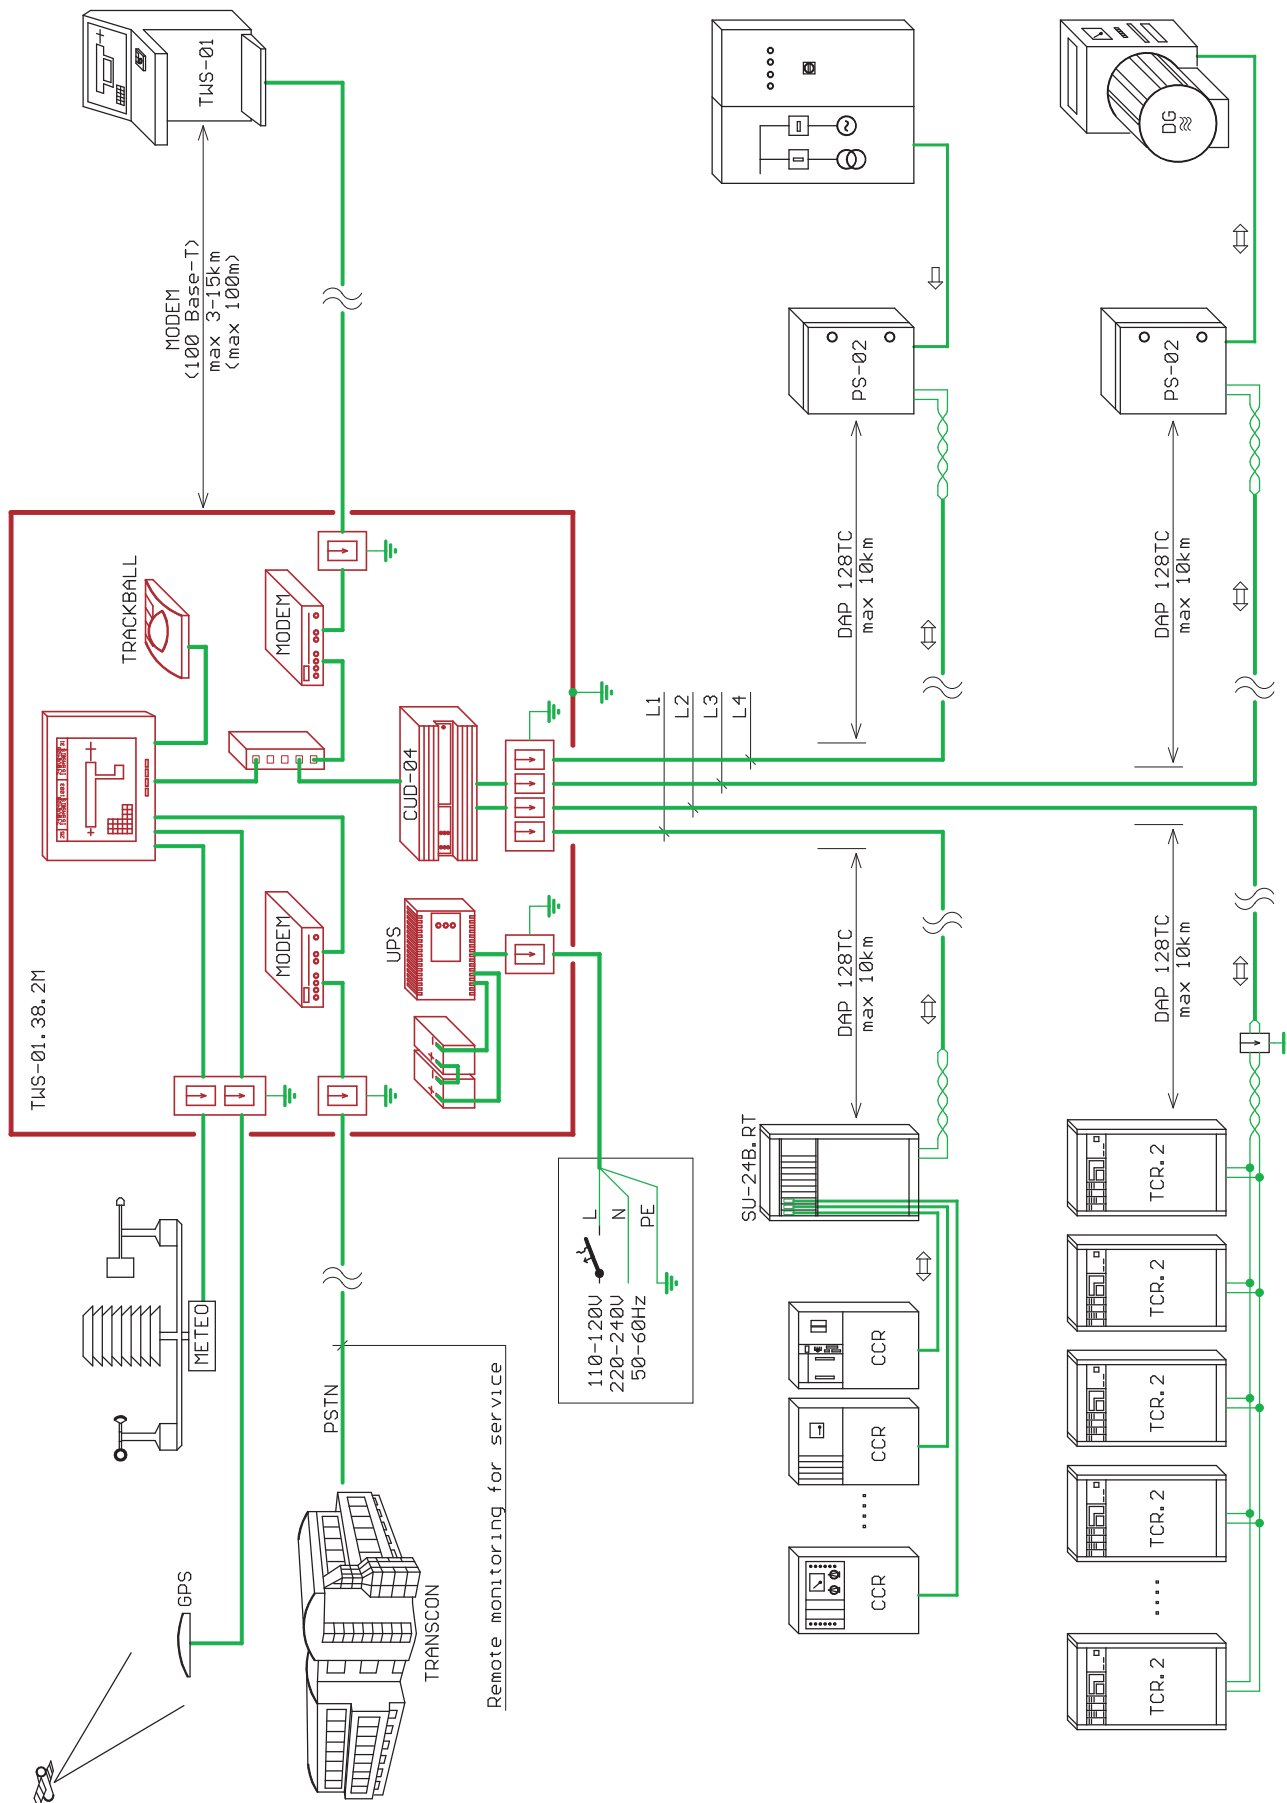 TWS-01
MODEM
(100 Base-T)
max 3-15km
(max 100m)
DG
PS-02
PS-02
DAP 128TC
max 10km
DAP 128TC
max 10km
TRACKBALL
MODEM
CUD-04
L1
L2
L3
L4
MODEM
UPS
TWS-01.38.2M
DAP 128TC
max 10km
DAP 128TC
max 10km
SU-24B.RT
METEO
L
N
PE
110-120V
220-240V
50-60Hz
PSTN
Remote monitoring for service
GPS
TRANSCON
CCR
CCR
CCR
TCR.2
TCR.2
TCR.2
TCR.2
TCR.2